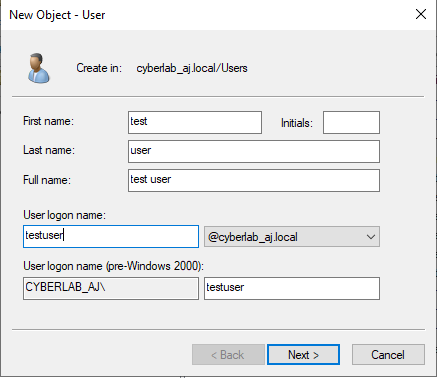 New Object - User
Create in: cyberlab_aj.local/Users
First name: test Initials:
Last name: user
Full name: test user
User logon name:
testuser @cyberlab_aj.local
User logon name (pre-Windows 2000):
CYBERLAB_AJ\ testuser
< Back Next > Cancel